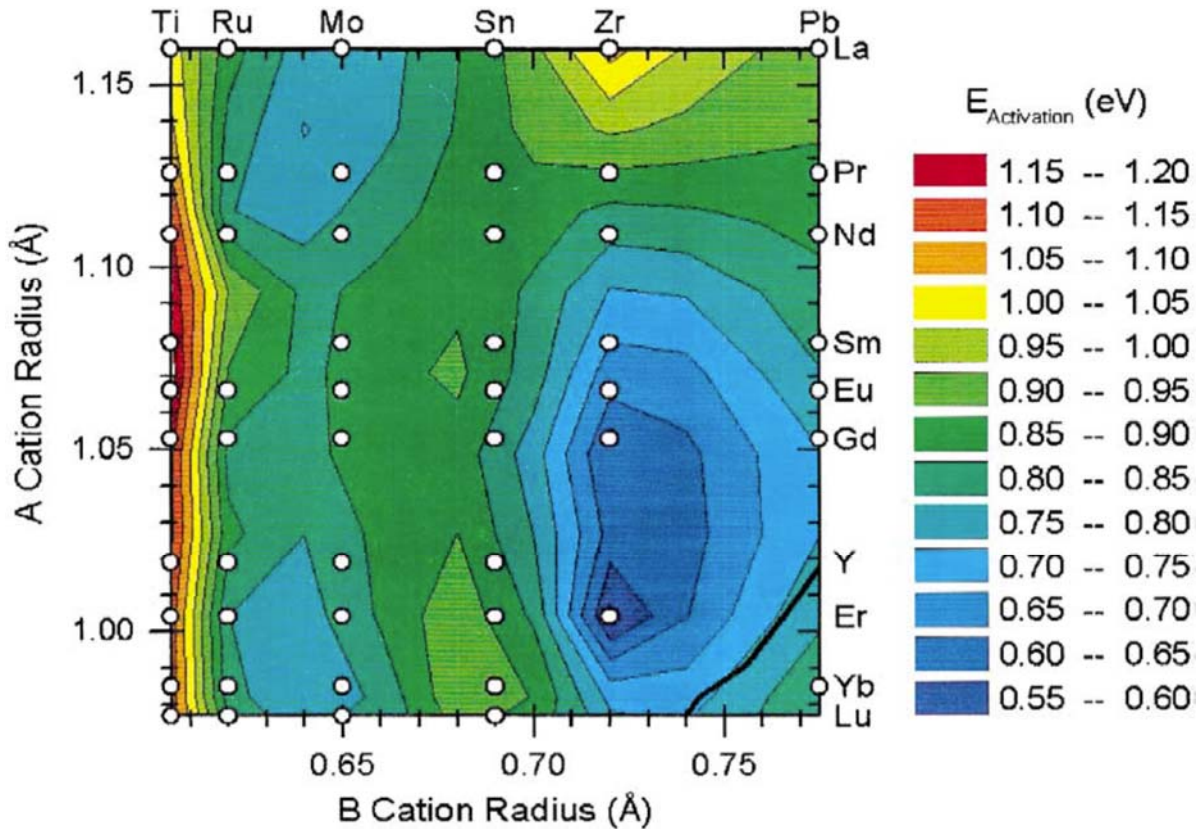 Ti Ru Mo Sn Zr Pb
La
1.15
Pr
Nd
1.10
Sm
Eu
1.05
Gd
Y
1.00
Er
Yb
Lu
0.65 0.70 0.75
A Cation Radius (Å)
B Cation Radius (Å)
E Activation (eV)
1.15 -- 1.20
1.10 -- 1.15
1.05 -- 1.10
1.00 -- 1.05
0.95 -- 1.00
0.90 -- 0.95
0.85 -- 0.90
0.80 -- 0.85
0.75 -- 0.80
0.70 -- 0.75
0.65 -- 0.70
0.60 -- 0.65
0.55 -- 0.60